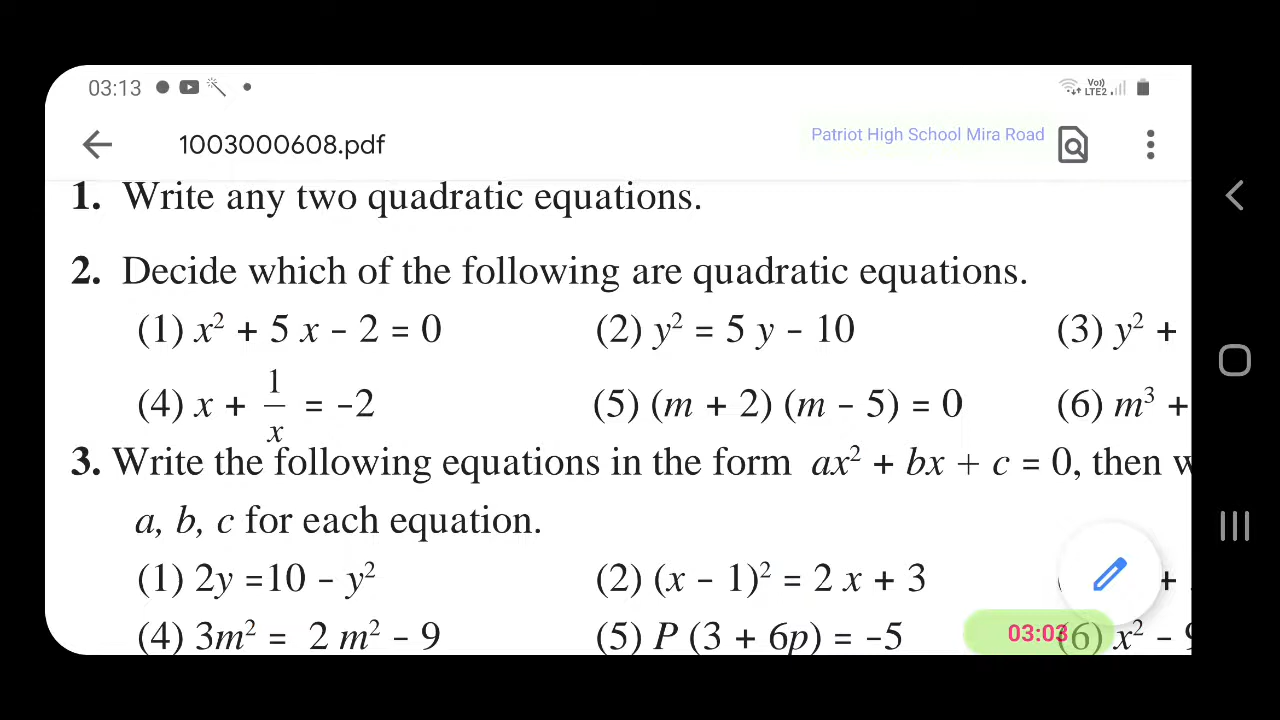 03:13
Vo)) LTE2
1003000608.pdf
Patriot High School Mira Road
1. Write any two quadratic equations.
2. Decide which of the following are quadratic equations.
(1) x² + 5 x – 2 = 0 (2) y² = 5 y – 10 (3) y² +
(4) x + 1/x = –2 (5) (m + 2) (m – 5) = 0 (6) m³ +
3. Write the following equations in the form ax² + bx + c = 0, then w
a, b, c for each equation.
(1) 2y =10 – y² (2) (x – 1)² = 2 x + 3 +
(4) 3m² = 2 m² – 9 (5) P (3 + 6p) = –5 (6) x² – 9
03:03